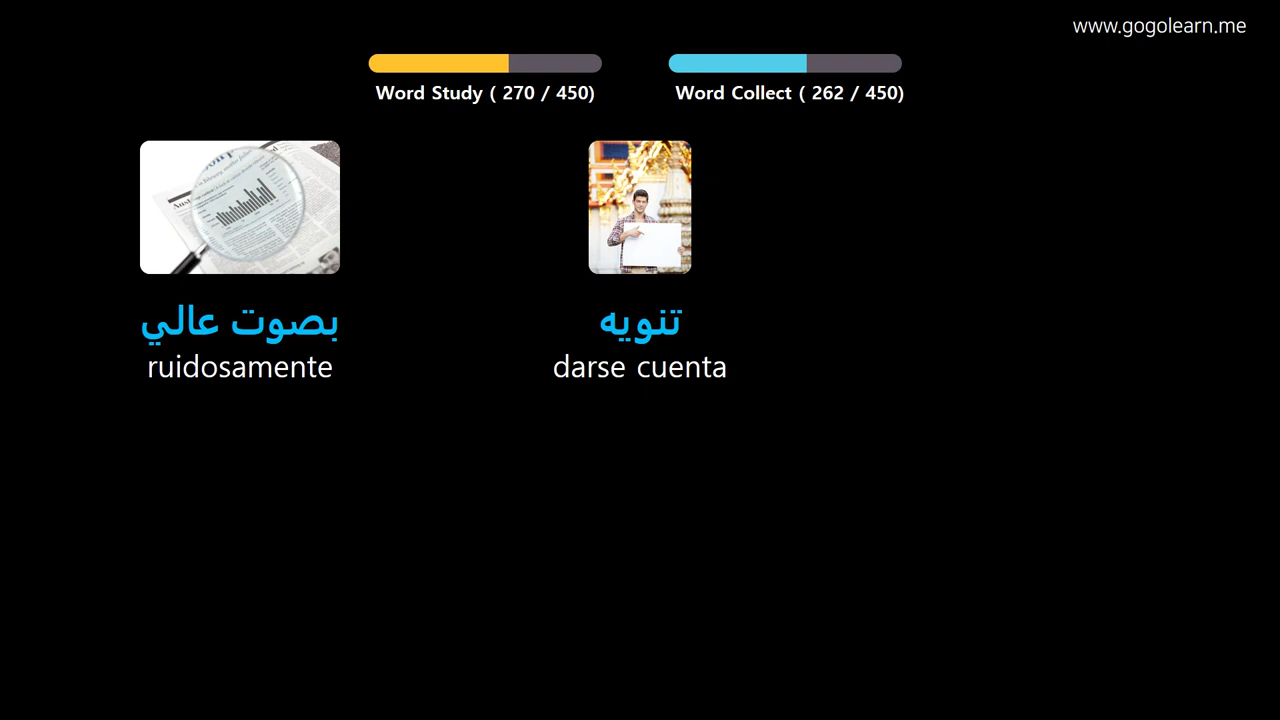 www.gogolearn.me
Word Study ( 270 / 450)
Word Collect ( 262 / 450)
بصوت عالي
ruidosamente
تنويه
darse cuenta